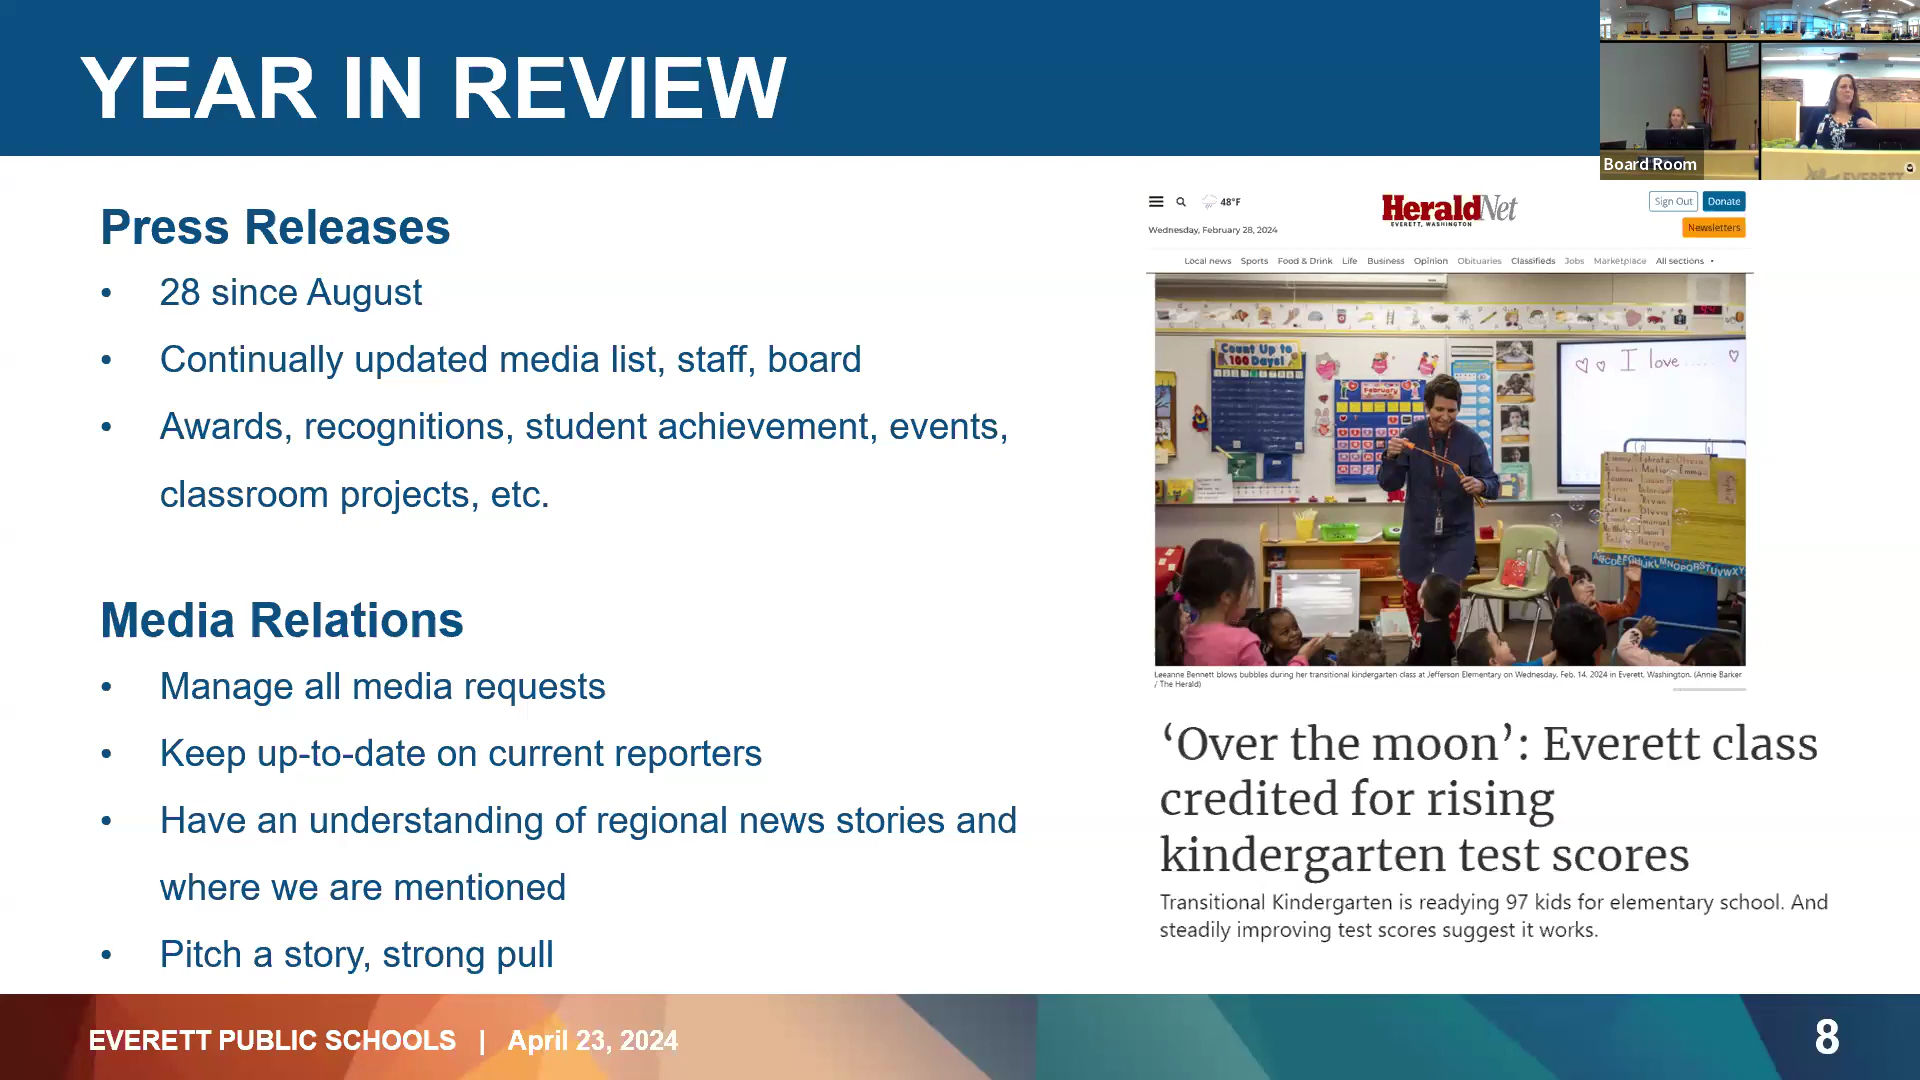 YEAR IN REVIEW
Board Room
Press Releases
• 28 since August
• Continually updated media list, staff, board
• Awards, recognitions, student achievement, events,
classroom projects, etc.
Media Relations
• Manage all media requests
• Keep up-to-date on current reporters
• Have an understanding of regional news stories and
where we are mentioned
• Pitch a story, strong pull
48°F
HeraldNet
EVERETT, WASHINGTON
Sign Out Donate
Newsletters
Wednesday, February 28, 2024
Local news Sports Food & Drink Life Business Opinion Obituaries Classifieds Jobs Marketplace All sections
Count Up to
100 Days!
February
I love ....
Leeanne Bennett blows bubbles during her transitional kindergarten class at Jefferson Elementary on Wednesday, Feb. 14, 2024 in Everett, Washington. (Annie Barker
/ The Herald)
‘Over the moon’: Everett class
credited for rising
kindergarten test scores
Transitional Kindergarten is readying 97 kids for elementary school. And
steadily improving test scores suggest it works.
EVERETT PUBLIC SCHOOLS | April 23, 2024
8